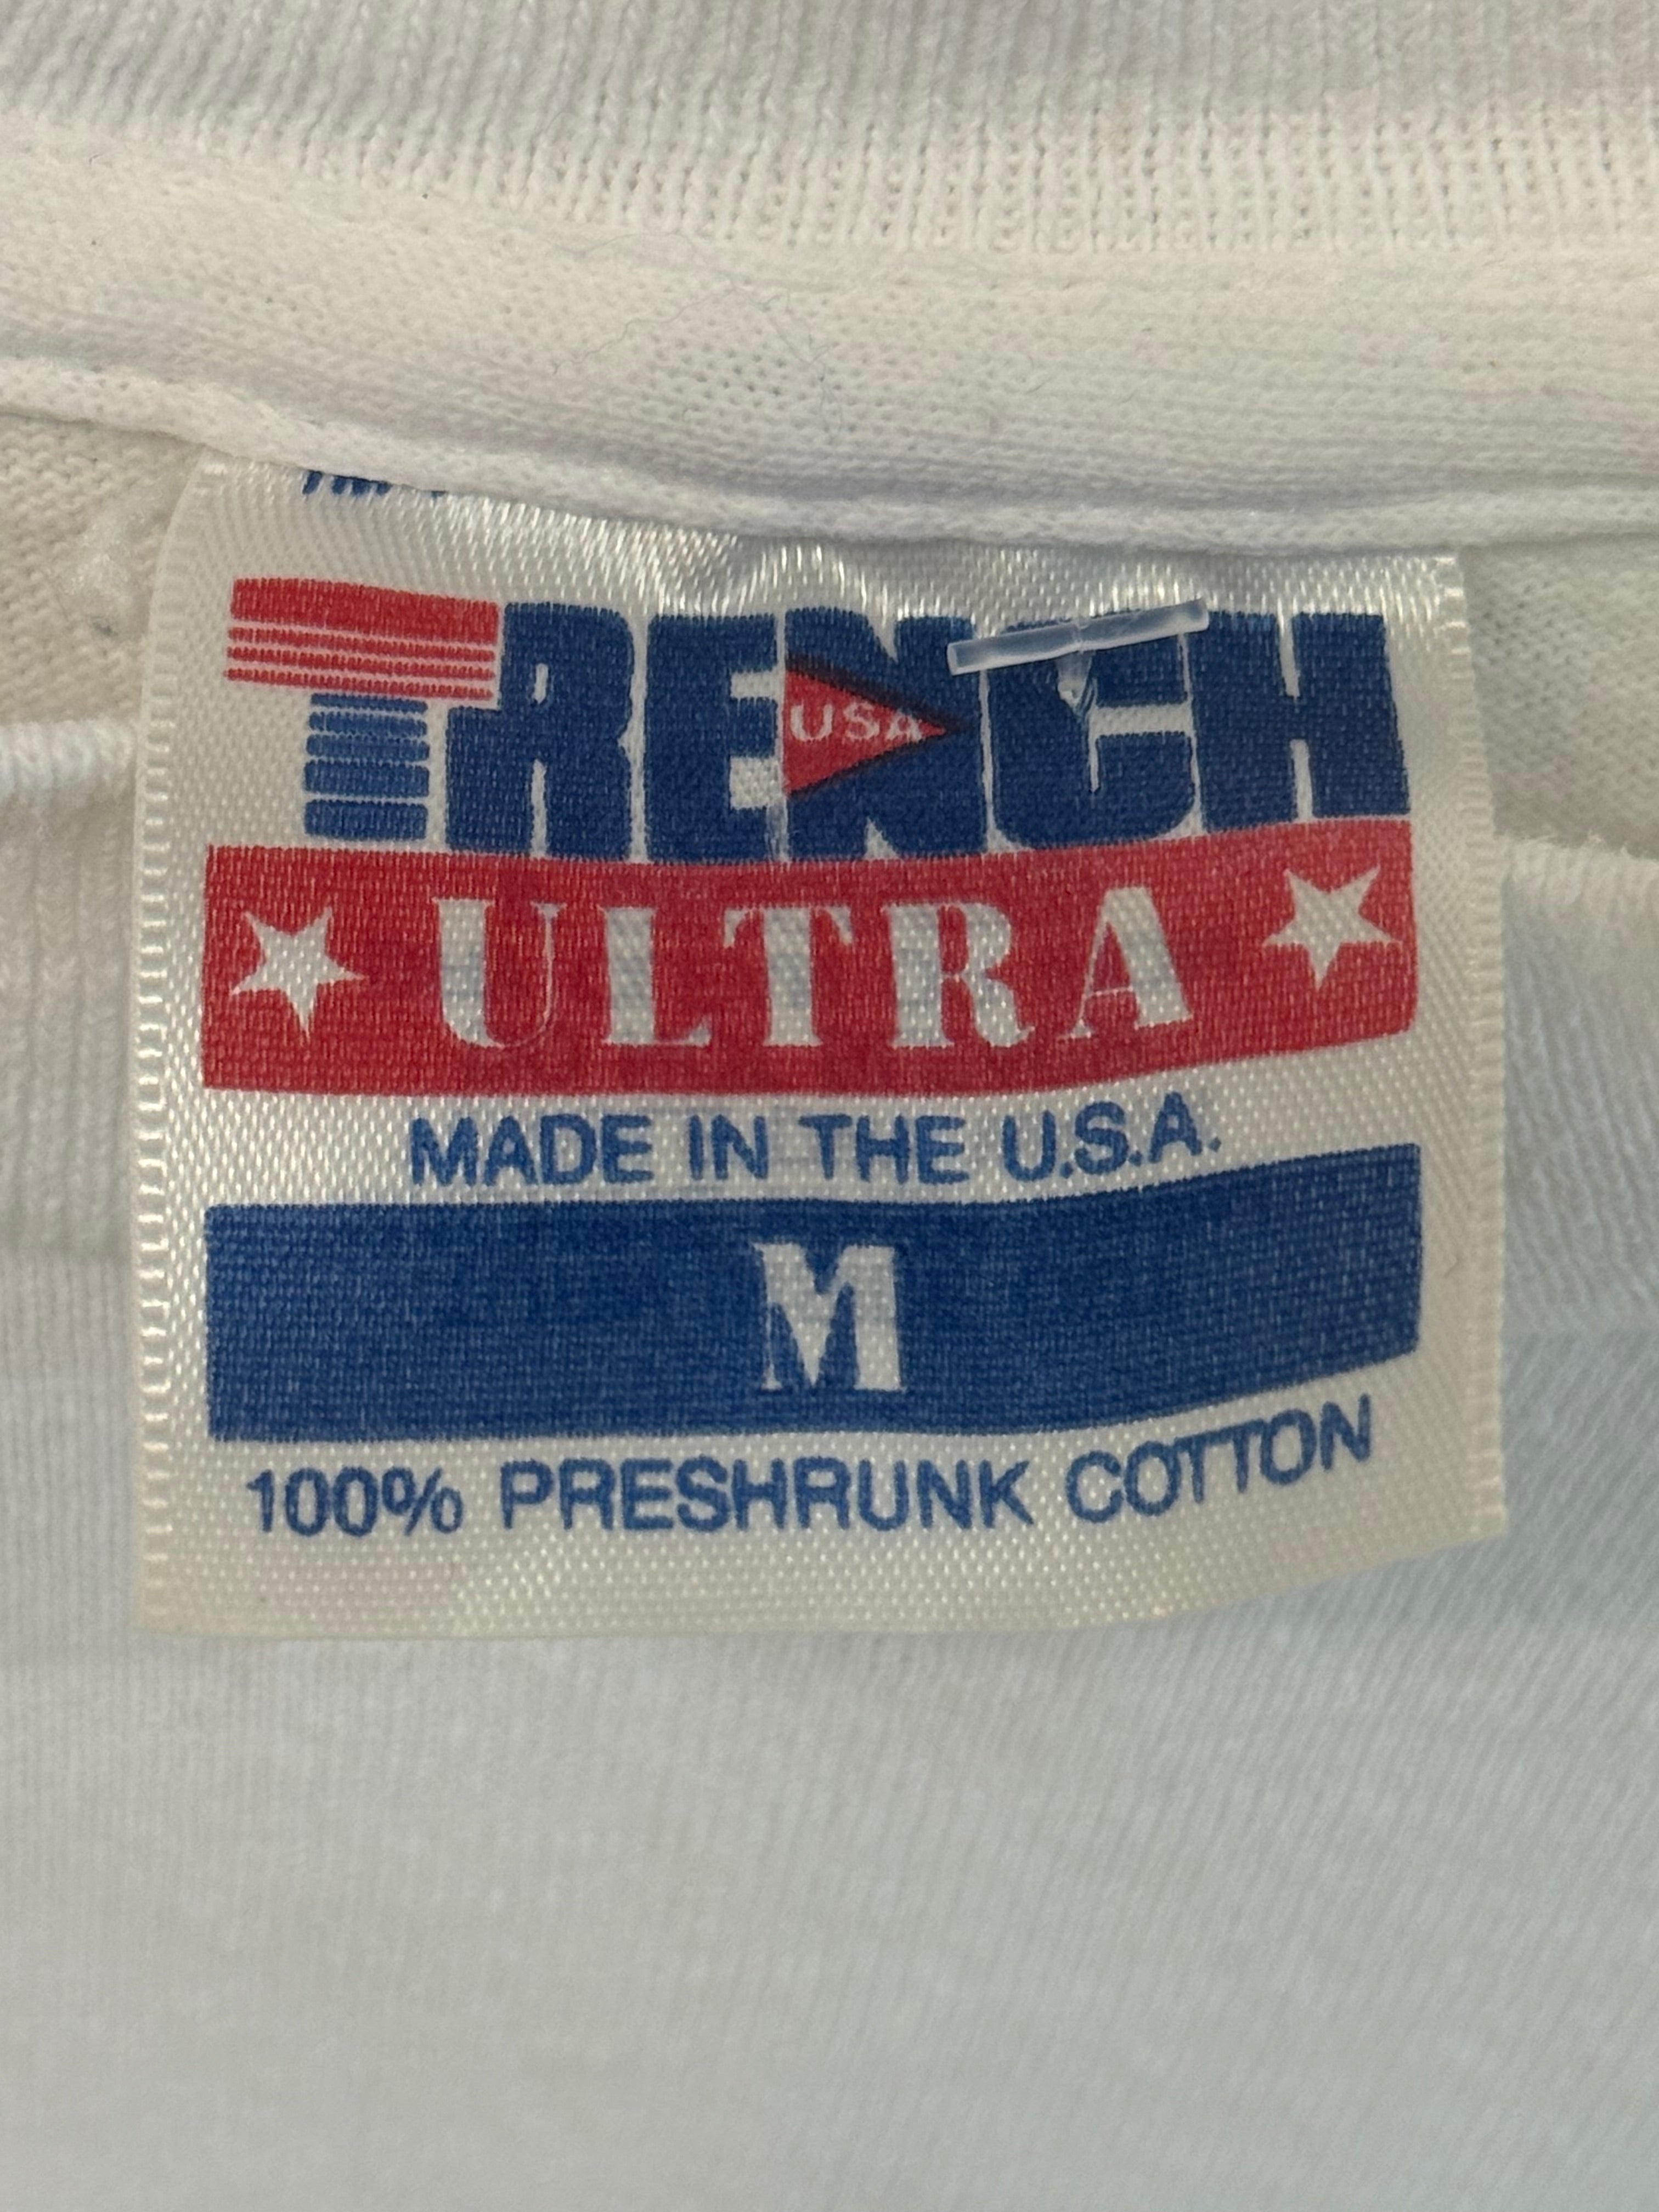 TRENCH
USA
ULTRA
MADE IN THE U.S.A.
M
100% PRESHRUNK COTTON